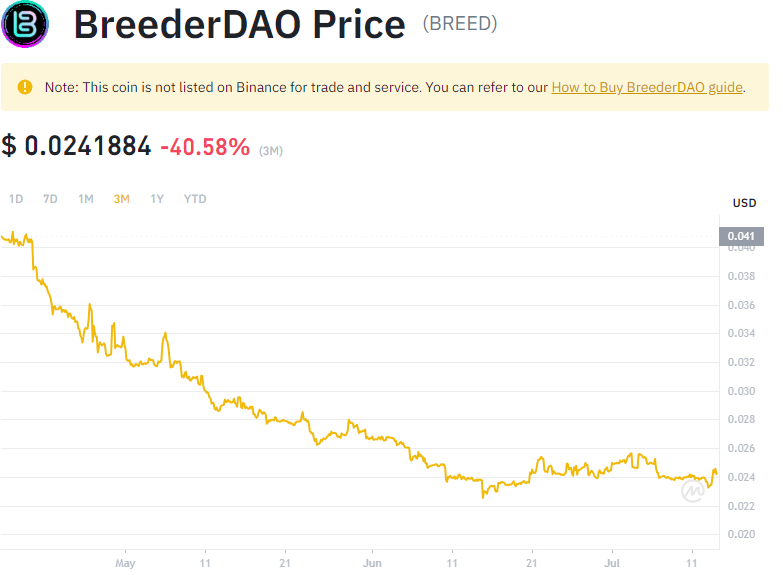 BreederDAO Price (BREED)
Note: This coin is not listed on Binance for trade and service. You can refer to our How to Buy BreederDAO guide.
$ 0.0241884 -40.58% (3M)
1D 7D 1M 3M 1Y YTD
USD
0.041
0.040
0.038
0.036
0.034
0.032
0.030
0.028
0.026
0.024
0.022
0.020
May 11 21 Jun 11 21 Jul 11